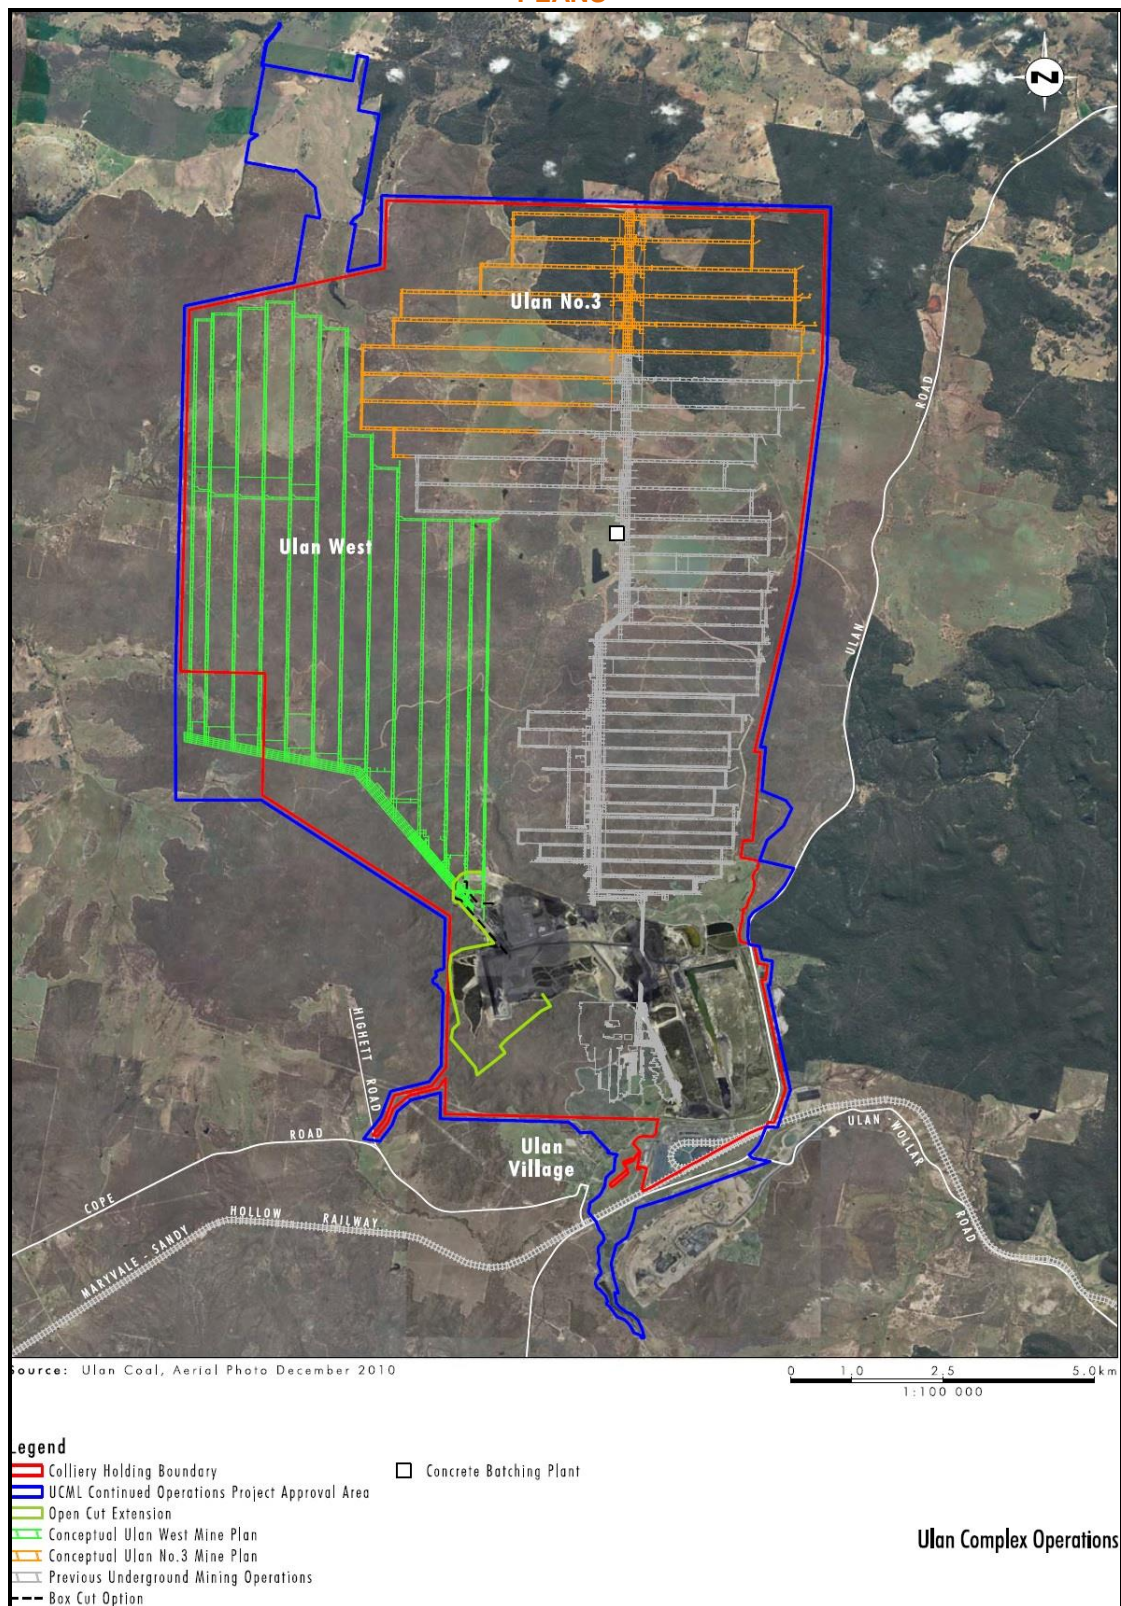 PLANS
N
Ulan No.3
ROAD
Ulan West
ULAN
HIGHETT ROAD
ULAN - WOLLAR ROAD
Ulan
Village
COPE ROAD
MARYVALE - SANDY HOLLOW RAILWAY
Source: Ulan Coal, Aerial Photo December 2010
0 1.0 2.5 5.0km
1:100 000
Legend
Colliery Holding Boundary
Concrete Batching Plant
UCML Continued Operations Project Approval Area
Open Cut Extension
Conceptual Ulan West Mine Plan
Ulan Complex Operations
Conceptual Ulan No.3 Mine Plan
Previous Underground Mining Operations
Box Cut Option